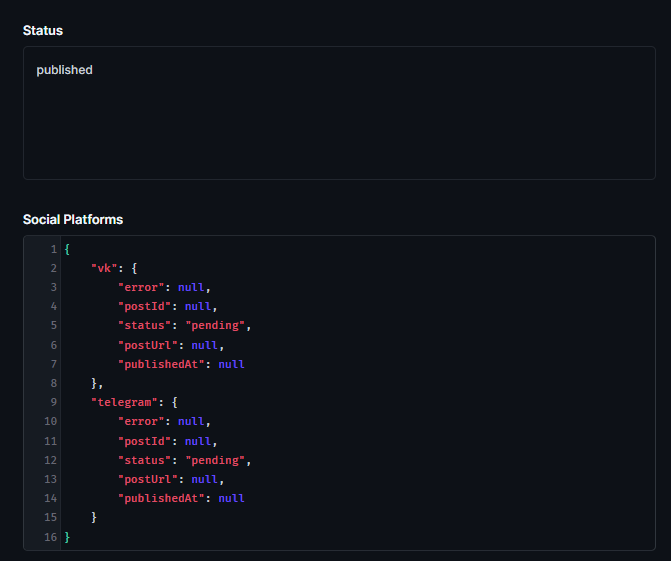 Status
published
Social Platforms
1 {
2     "vk": {
3         "error": null,
4         "postId": null,
5         "status": "pending",
6         "postUrl": null,
7         "publishedAt": null
8     },
9     "telegram": {
10         "error": null,
11         "postId": null,
12         "status": "pending",
13         "postUrl": null,
14         "publishedAt": null
15     }
16 }